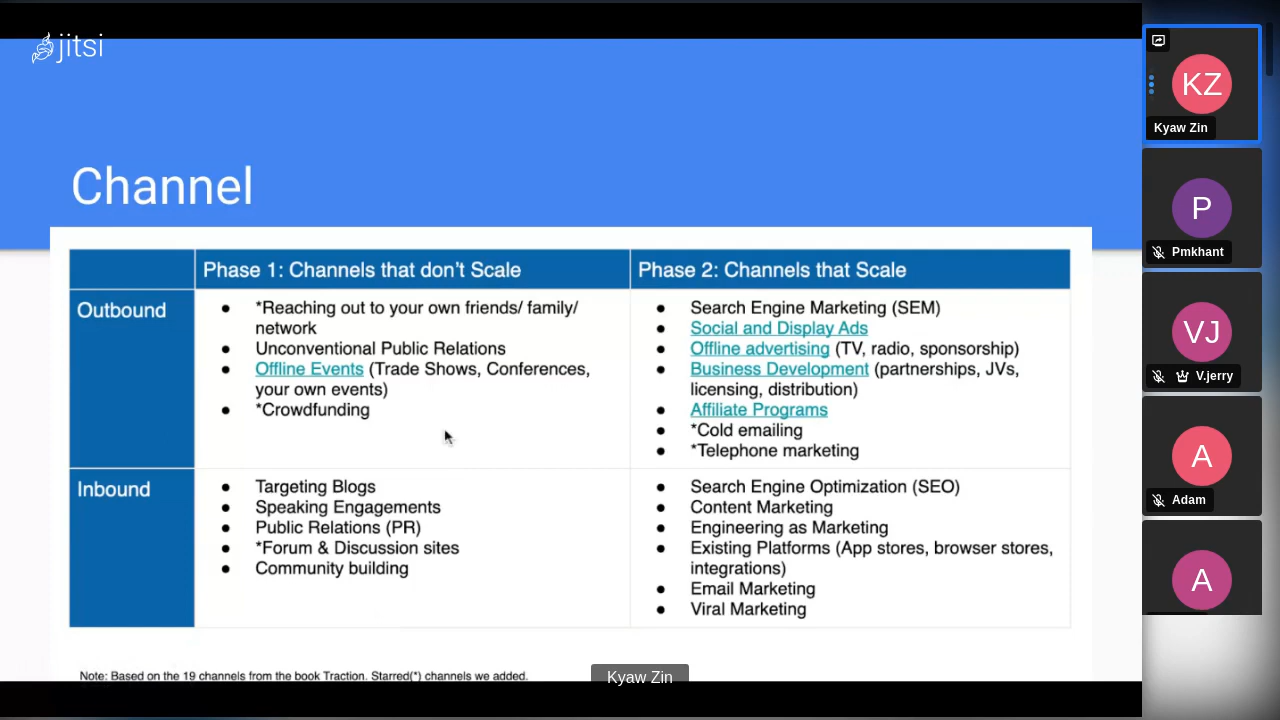 jitsi
Channel
Phase 1: Channels that don't Scale
Phase 2: Channels that Scale
Outbound
*Reaching out to your own friends/ family/
network
Unconventional Public Relations
Offline Events (Trade Shows, Conferences,
your own events)
*Crowdfunding
Search Engine Marketing (SEM)
Social and Display Ads
Offline advertising (TV, radio, sponsorship)
Business Development (partnerships, JVs,
licensing, distribution)
Affiliate Programs
*Cold emailing
*Telephone marketing
Inbound
Targeting Blogs
Speaking Engagements
Public Relations (PR)
*Forum & Discussion sites
Community building
Search Engine Optimization (SEO)
Content Marketing
Engineering as Marketing
Existing Platforms (App stores, browser stores,
integrations)
Email Marketing
Viral Marketing
Note: Based on the 19 channels from the book Traction. Starred(*) channels we added.
Kyaw Zin
KZ
Kyaw Zin
P
Pmkhant
VJ
V.jerry
A
Adam
A